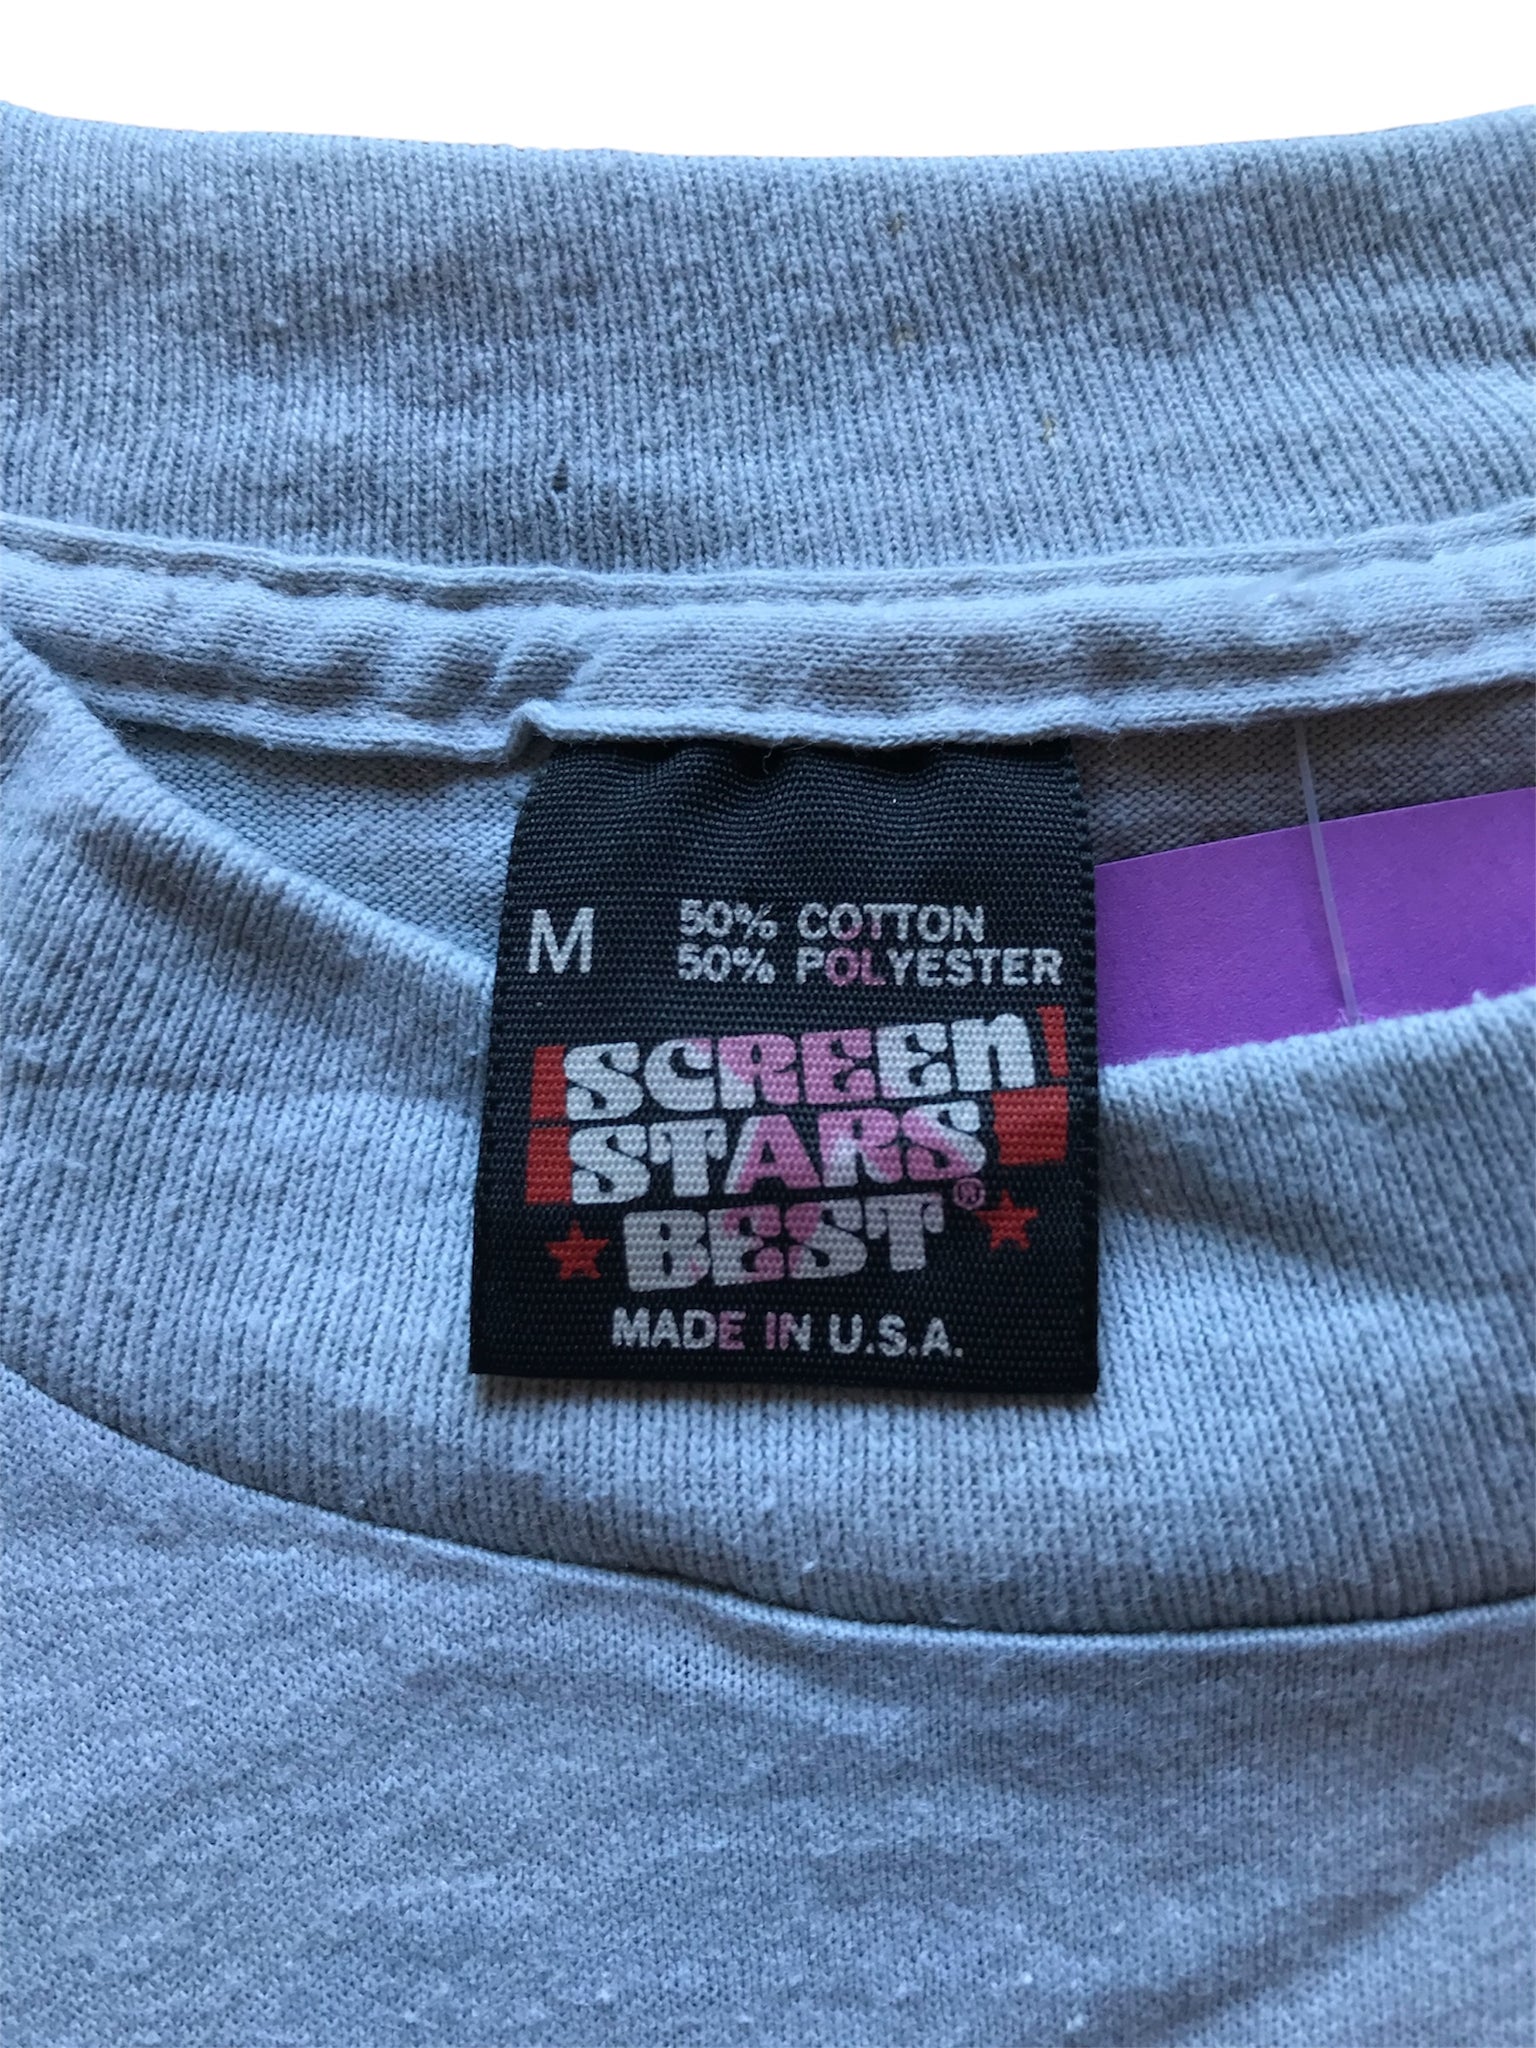 M 50% COTTON
50% POLYESTER
SCREEN
STARS
BEST®
MADE IN U.S.A.